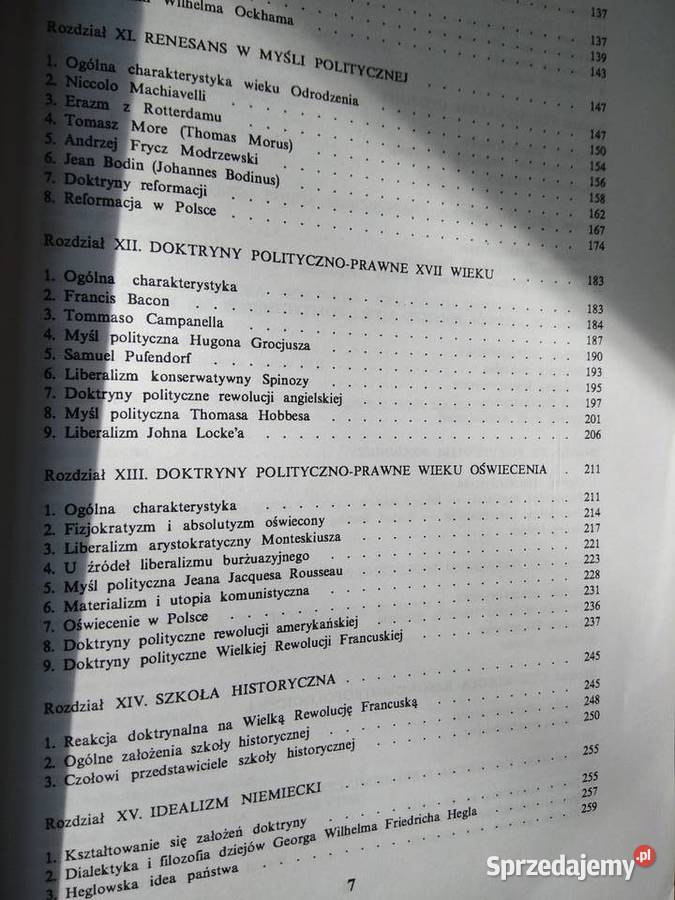 137
137
139
Wilhelma Ockhama . . . 143
Rozdział XI. RENESANS W MYŚLI POLITYCZNEJ . . . 147
1. Ogólna charakterystyka wieku Odrodzenia . . . 147
2. Niccolo Machiavelli . . . 150
3. Erazm z Rotterdamu . . . 154
4. Tomasz More (Thomas Morus) . . . 156
5. Andrzej Frycz Modrzewski . . . 158
6. Jean Bodin (Johannes Bodinus) . . . 162
7. Doktryny reformacji . . . 167
8. Reformacja w Polsce . . . 174
Rozdział XII. DOKTRYNY POLITYCZNO-PRAWNE XVII WIEKU . . . 183
1. Ogólna charakterystyka . . . 183
2. Francis Bacon . . . 184
3. Tommaso Campanella . . . 187
4. Myśl polityczna Hugona Grocjusza . . . 190
5. Samuel Pufendorf . . . 193
6. Liberalizm konserwatywny Spinozy . . . 195
7. Doktryny polityczne rewolucji angielskiej . . . 197
8. Myśl polityczna Thomasa Hobbesa . . . 201
9. Liberalizm Johna Locke'a . . . 206
Rozdział XIII. DOKTRYNY POLITYCZNO-PRAWNE WIEKU OŚWIECENIA . 211
1. Ogólna charakterystyka . . . 211
2. Fizjokratyzm i absolutyzm oświecony . . . 214
3. Liberalizm arystokratyczny Monteskiusza . . . 217
4. U źródeł liberalizmu burżuazyjnego . . . 221
5. Myśl polityczna Jeana Jacquesa Rousseau . . . 223
6. Materializm i utopia komunistyczna . . . 228
7. Oświecenie w Polsce . . . 231
8. Doktryny polityczne rewolucji amerykańskiej . . . 236
9. Doktryny polityczne Wielkiej Rewolucji Francuskiej . . . 237
Rozdział XIV. SZKOŁA HISTORYCZNA . . . 245
1. Reakcja doktrynalna na Wielką Rewolucję Francuską . . . 245
2. Ogólne założenia szkoły historycznej . . . 248
3. Czołowi przedstawiciele szkoły historycznej . . . 250
Rozdział XV. IDEALIZM NIEMIECKI . . . 255
1. Kształtowanie się założeń doktryny . . . 255
2. Dialektyka i filozofia dziejów Georga Wilhelma Friedricha Hegla . . . 257
3. Heglowska idea państwa . . . 259
7
Sprzedajemy.pl